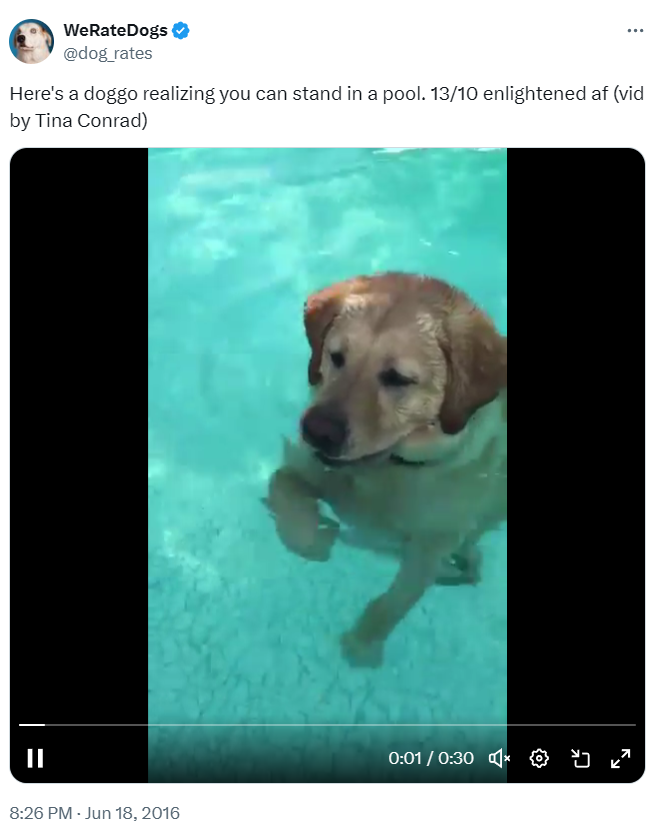 WeRateDogs
@dog_rates
Here's a doggo realizing you can stand in a pool. 13/10 enlightened af (vid
by Tina Conrad)
0:01 / 0:30
8:26 PM · Jun 18, 2016